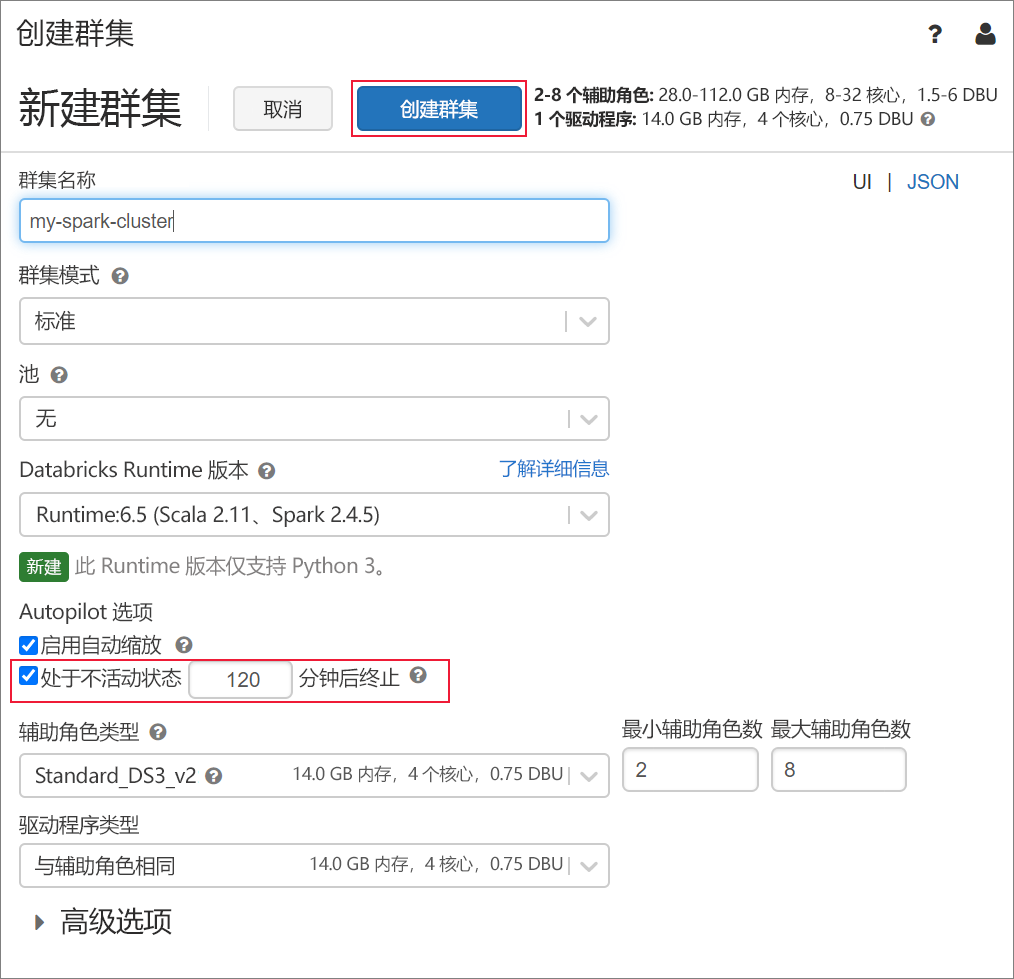 创建群集
?
新建群集
取消
创建群集
2-8 个辅助角色: 28.0-112.0 GB 内存，8-32 核心，1.5-6 DBU
1 个驱动程序: 14.0 GB 内存，4 个核心，0.75 DBU ?
群集名称
UI | JSON
my-spark-cluster
群集模式 ?
标准
池 ?
无
Databricks Runtime 版本 ?
了解详细信息
Runtime:6.5 (Scala 2.11、Spark 2.4.5)
新建 此 Runtime 版本仅支持 Python 3。
Autopilot 选项
启用自动缩放 ?
处于不活动状态 120 分钟后终止 ?
辅助角色类型 ?
最小辅助角色数 最大辅助角色数
Standard_DS3_v2 ? 14.0 GB 内存，4 个核心，0.75 DBU
2
8
驱动程序类型
与辅助角色相同 14.0 GB 内存，4 核心，0.75 DBU
高级选项